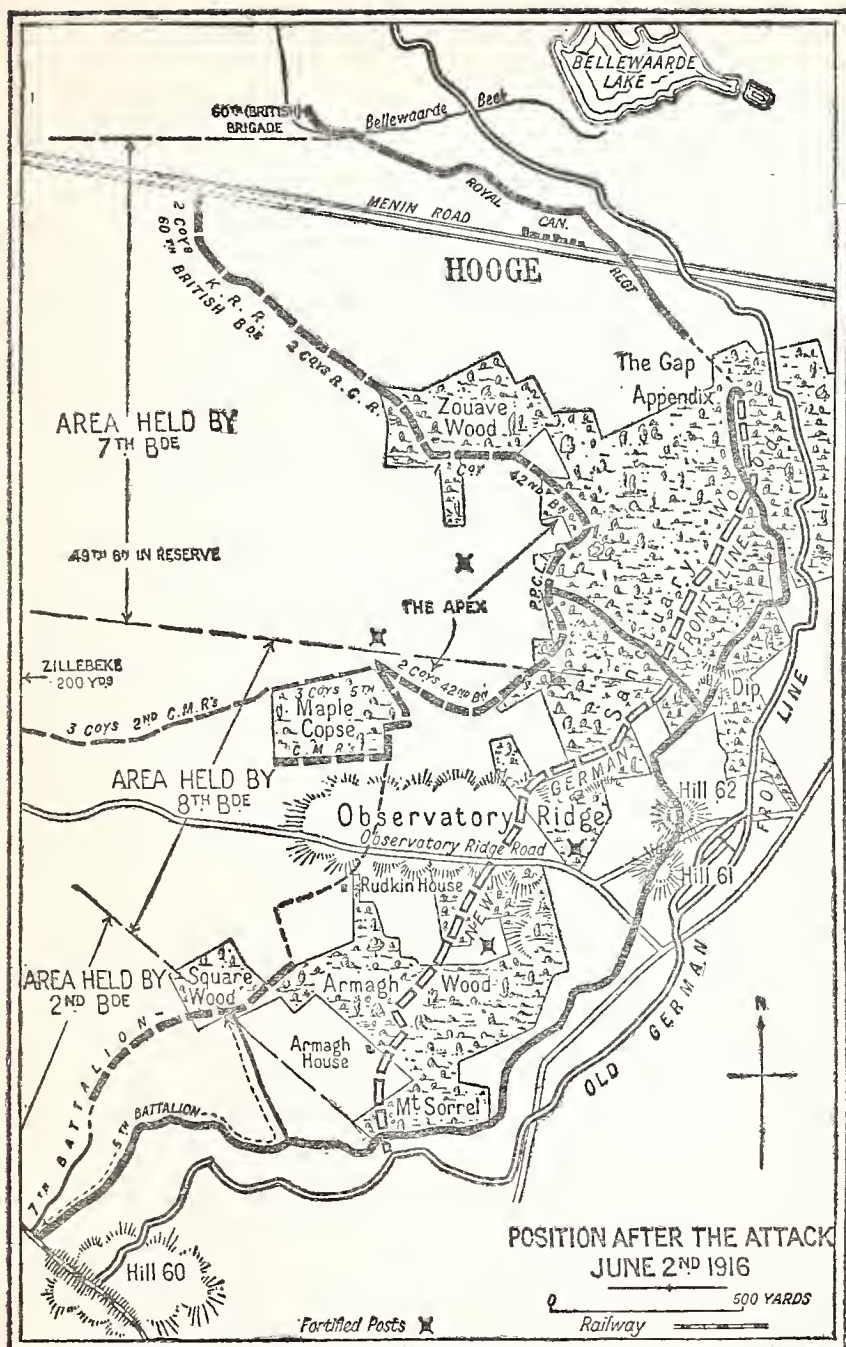 BELLEWAARDE
LAKE
60TH (BRITISH)
BRIGADE
Bellewaarde Beek
ROYAL
CAN.
REGT
MENIN ROAD
HOOGE
2 COYS
60TH BRITISH BDE
K. R. R.
2 COYS R.G.R.
The Gap
Appendix
Zouave
Wood
AREA HELD BY
7TH BDE
COY
42ND BN
49TH BN IN RESERVE
P.P.C.L.I.
THE APEX
Sanctuary Wood
FRONT LINE
ZILLEBEKE
200 YDS
2 COYS 42ND BN
3 COYS 5TH
Maple
Copse
C. M. R's
3 COYS 2ND C.M.R's
Dip
GERMAN
FRONT LINE
AREA HELD BY
8TH BDE
Observatory Ridge
Hill 62
Observatory Ridge Road
Hill 61
Rudkin House
NEW
AREA HELD BY
2ND BDE
Square
Wood
Armagh Wood
Armagh
House
OLD GERMAN
N.
7TH BATTALION
5TH BATTALION
Mt Sorrel
Hill 60
POSITION AFTER THE ATTACK
JUNE 2ND 1916
0 500 YARDS
Fortified Posts
Railway